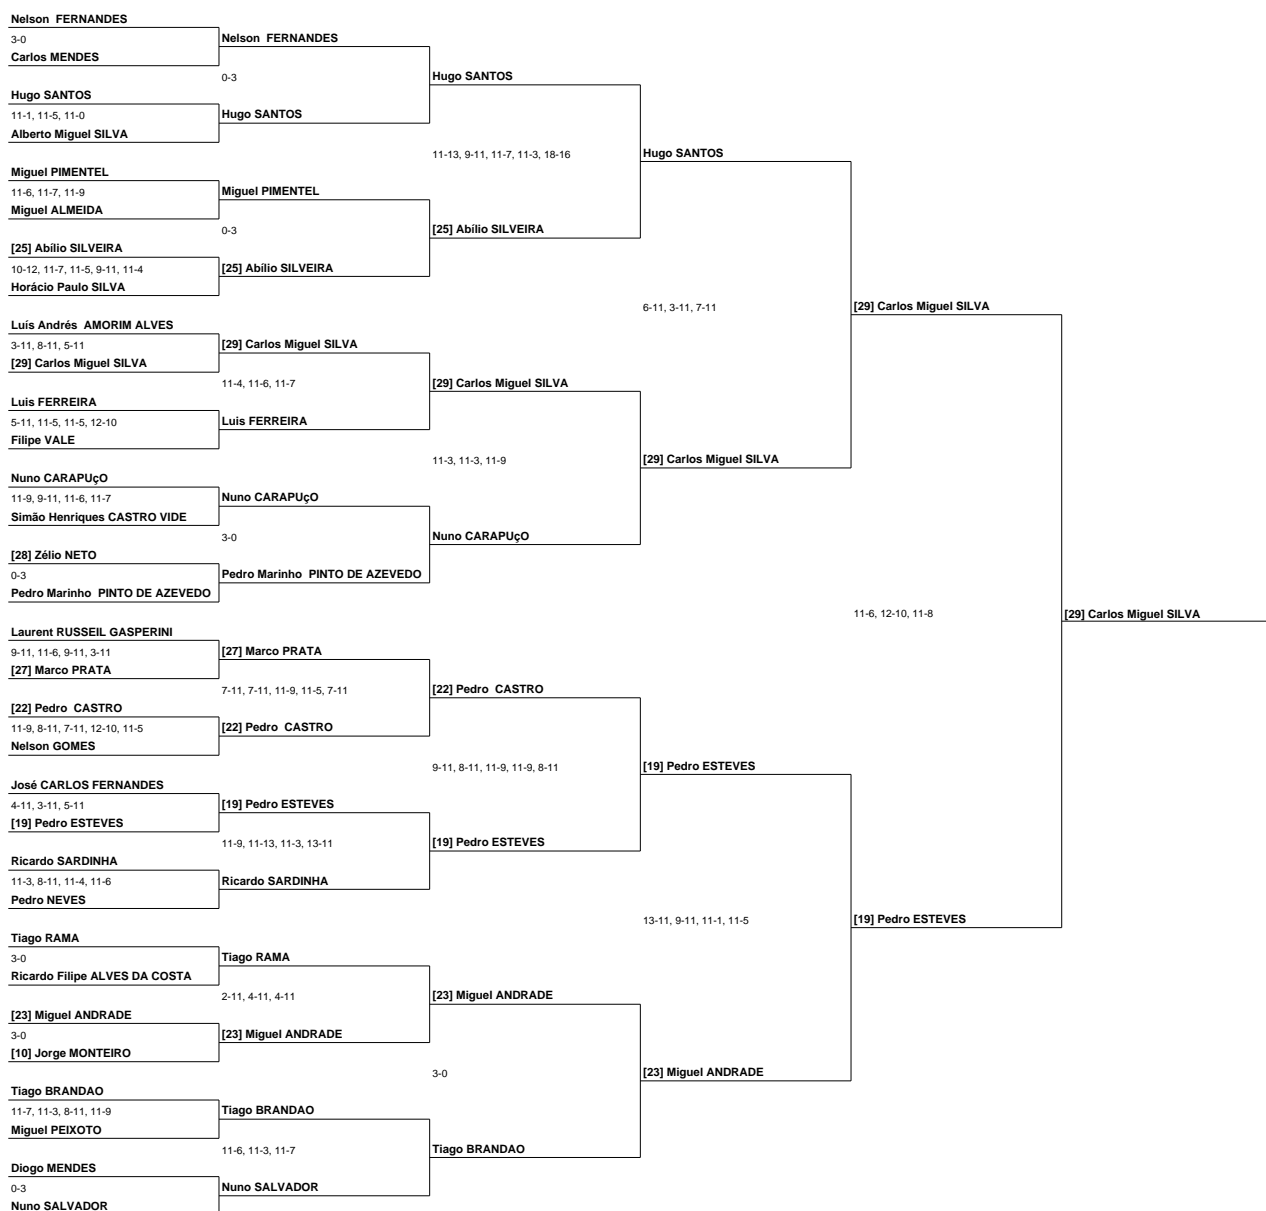 Nelson  FERNANDES
3-0
Nelson  FERNANDES
Carlos MENDES
0-3
Hugo SANTOS
Hugo SANTOS
11-1, 11-5, 11-0
Hugo SANTOS
Alberto Miguel SILVA
11-13, 9-11, 11-7, 11-3, 18-16
Hugo SANTOS
Miguel PIMENTEL
11-6, 11-7, 11-9
Miguel PIMENTEL
Miguel ALMEIDA
0-3
[25] Abílio SILVEIRA
[25] Abílio SILVEIRA
10-12, 11-7, 11-5, 9-11, 11-4
[25] Abílio SILVEIRA
Horácio Paulo SILVA
6-11, 3-11, 7-11
[29] Carlos Miguel SILVA
Luís Andrés  AMORIM ALVES
3-11, 8-11, 5-11
[29] Carlos Miguel SILVA
[29] Carlos Miguel SILVA
11-4, 11-6, 11-7
[29] Carlos Miguel SILVA
Luis FERREIRA
5-11, 11-5, 11-5, 12-10
Luis FERREIRA
Filipe VALE
11-3, 11-3, 11-9
[29] Carlos Miguel SILVA
Nuno CARAPUçO
11-9, 9-11, 11-6, 11-7
Nuno CARAPUçO
Simão Henriques CASTRO VIDE
3-0
Nuno CARAPUçO
[28] Zélio NETO
0-3
Pedro Marinho  PINTO DE AZEVEDO
Pedro Marinho  PINTO DE AZEVEDO
11-6, 12-10, 11-8
[29] Carlos Miguel SILVA
Laurent RUSSEIL GASPERINI
9-11, 11-6, 9-11, 3-11
[27] Marco PRATA
[27] Marco PRATA
7-11, 7-11, 11-9, 11-5, 7-11
[22] Pedro  CASTRO
[22] Pedro  CASTRO
11-9, 8-11, 7-11, 12-10, 11-5
[22] Pedro  CASTRO
Nelson GOMES
9-11, 8-11, 11-9, 11-9, 8-11
[19] Pedro ESTEVES
José CARLOS FERNANDES
4-11, 3-11, 5-11
[19] Pedro ESTEVES
[19] Pedro ESTEVES
11-9, 11-13, 11-3, 13-11
[19] Pedro ESTEVES
Ricardo SARDINHA
11-3, 8-11, 11-4, 11-6
Ricardo SARDINHA
Pedro NEVES
13-11, 9-11, 11-1, 11-5
[19] Pedro ESTEVES
Tiago RAMA
3-0
Tiago RAMA
Ricardo Filipe ALVES DA COSTA
2-11, 4-11, 4-11
[23] Miguel ANDRADE
[23] Miguel ANDRADE
3-0
[23] Miguel ANDRADE
[10] Jorge MONTEIRO
3-0
[23] Miguel ANDRADE
Tiago BRANDAO
11-7, 11-3, 8-11, 11-9
Tiago BRANDAO
Miguel PEIXOTO
11-6, 11-3, 11-7
Tiago BRANDAO
Diogo MENDES
0-3
Nuno SALVADOR
Nuno SALVADOR